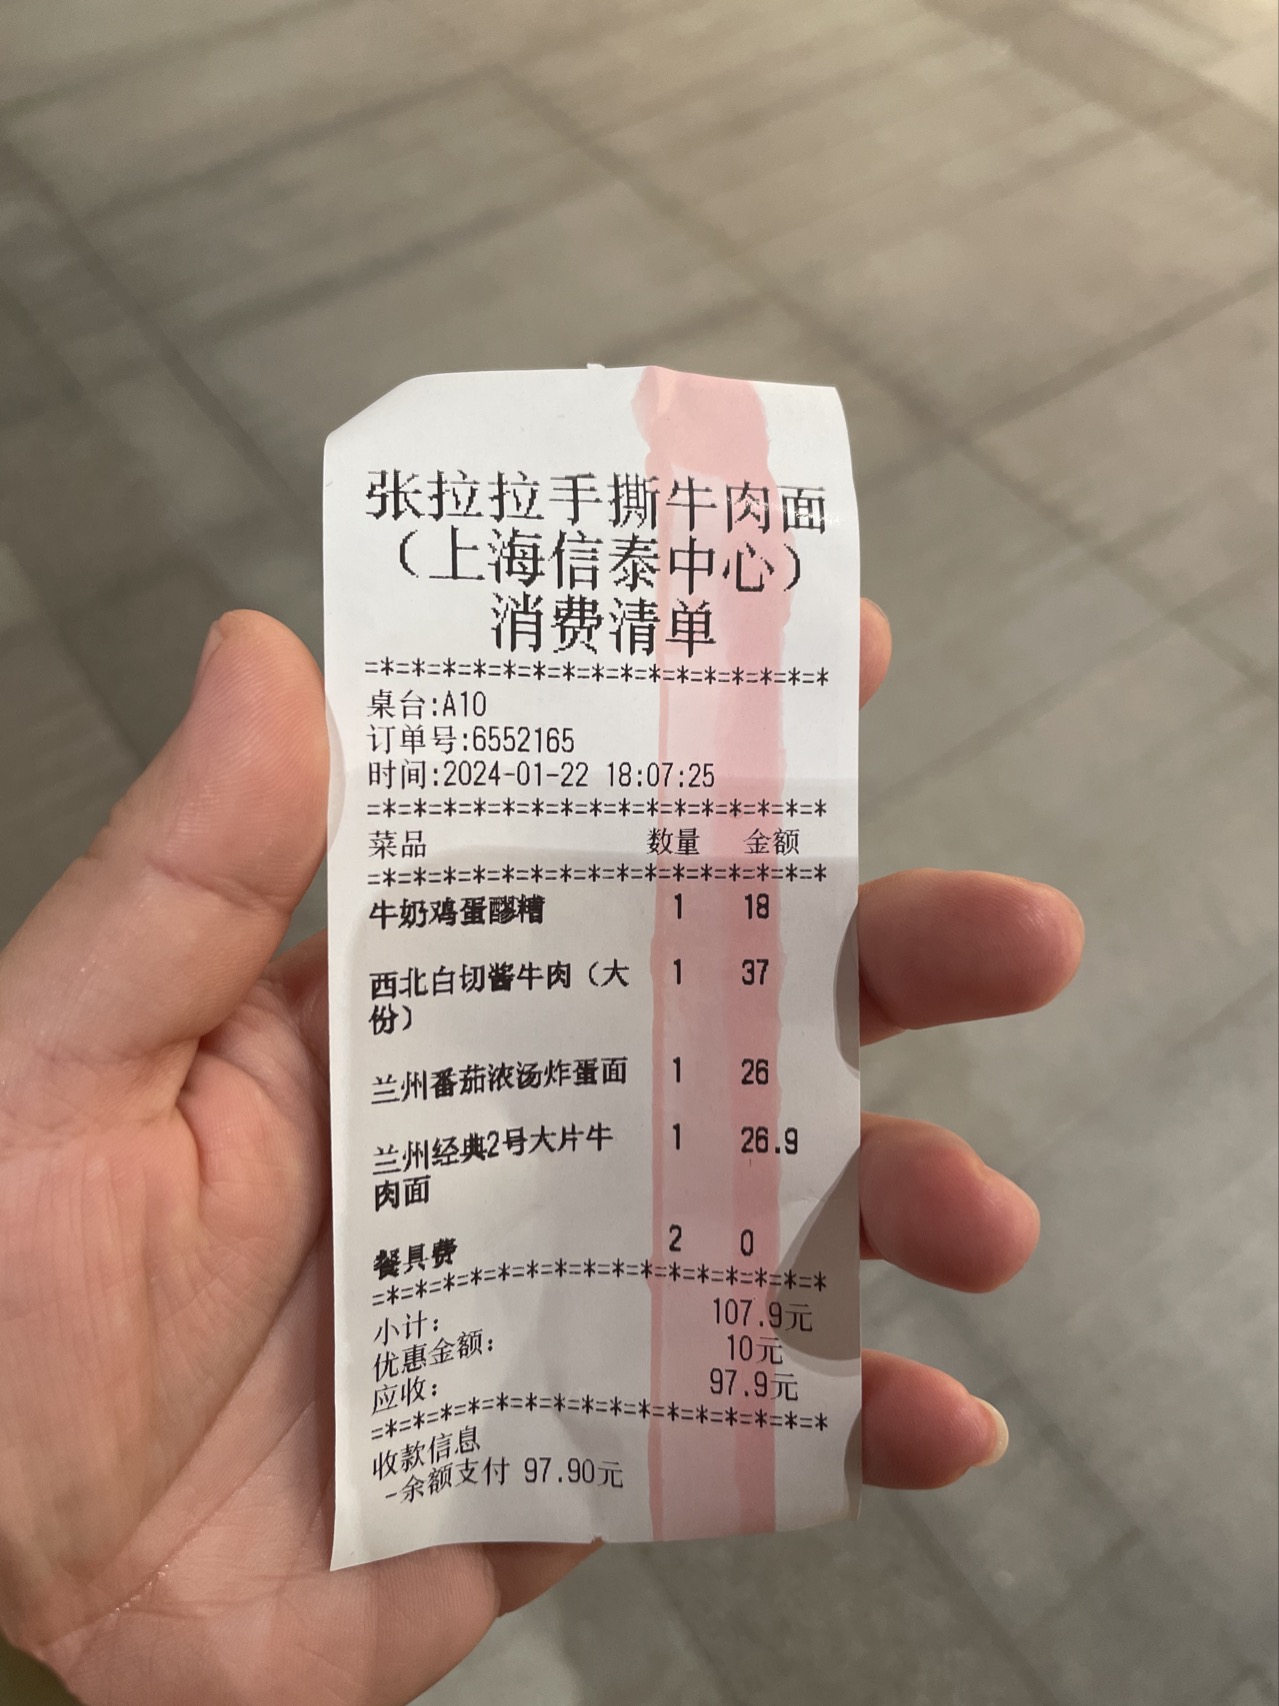 张拉拉手撕牛肉面
（上海信泰中心）
消费清单
=*=*=*=*=*=*=*=*=*=*=*=*=*=*=*=*
桌台:A10
订单号:6552165
时间:2024-01-22 18:07:25
=*=*=*=*=*=*=*=*=*=*=*=*=*=*=*=*
菜品 数量 金额
=*=*=*=*=*=*=*=*=*=*=*=*=*=*=*=*
牛奶鸡蛋醪糟 1 18
西北白切酱牛肉（大 1 37
份）
兰州番茄浓汤炸蛋面 1 26
兰州经典2号大片牛 1 26.9
肉面
餐具费 2 0
=*=*=*=*=*=*=*=*=*=*=*=*=*=*=*=*
小计: 107.9元
优惠金额: 10元
应收: 97.9元
=*=*=*=*=*=*=*=*=*=*=*=*=*=*=*=*
收款信息
-余额支付 97.90元